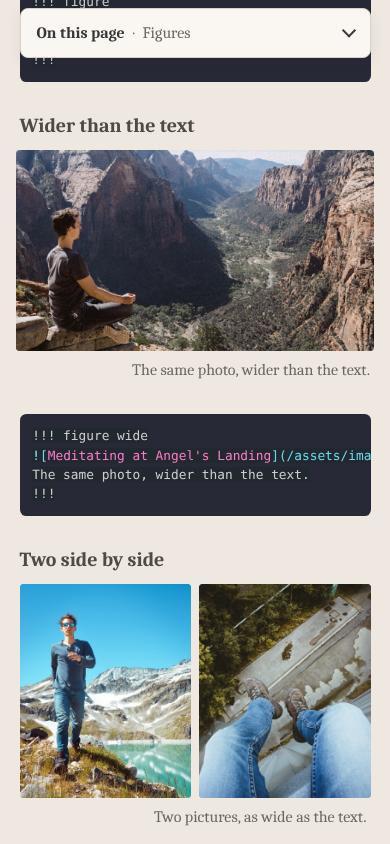 !!! figure
On this page · Figures
!!!
Wider than the text
The same photo, wider than the text.
!!! figure wide
![Meditating at Angel's Landing](/assets/ima
The same photo, wider than the text.
!!!
Two side by side
Two pictures, as wide as the text.